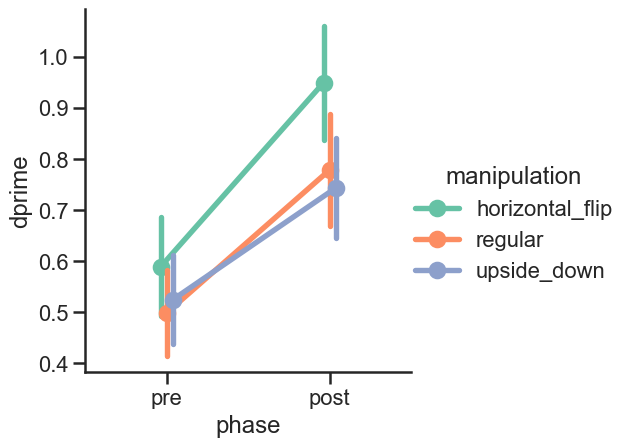 1.0
0.9
0.8
0.7
0.6
0.5
0.4
dprime
pre
post
phase
manipulation
horizontal_flip
regular
upside_down